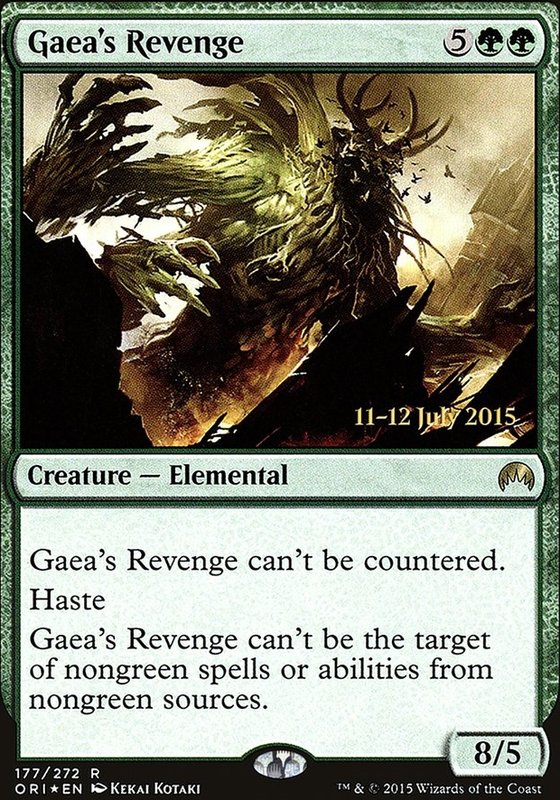 Gaea's Revenge 5
11-12 July 2015
Creature — Elemental
Gaea's Revenge can't be countered.
Haste
Gaea's Revenge can't be the target
of nongreen spells or abilities from
nongreen sources.
8/5
177/272 R
ORI★EN Kekai Kotaki
™ & © 2015 Wizards of the Coast